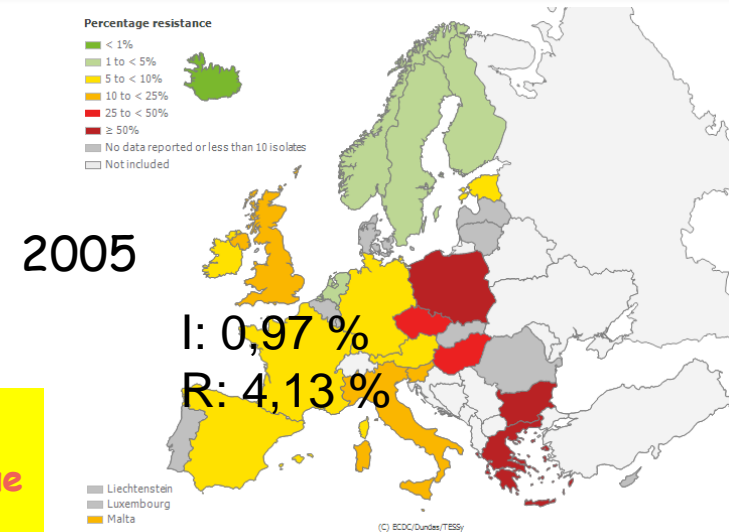 Percentage resistance
< 1%
1 to < 5%
5 to < 10%
10 to < 25%
25 to < 50%
≥ 50%
No data reported or less than 10 isolates
Not included
2005
I: 0,97 %
R: 4,13 %
Liechtenstein
Luxembourg
Malta
(C) ECDC/Dundas/TESSy